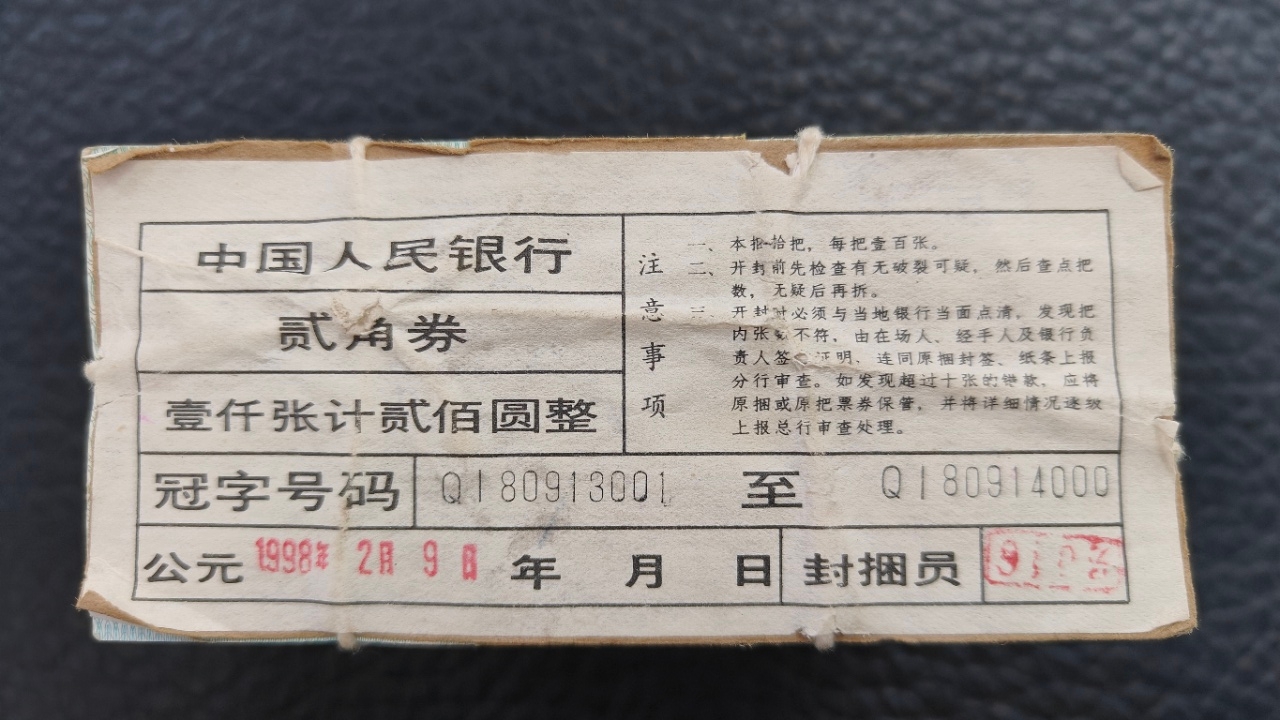 中国人民银行
贰角券
壹仟张计贰佰圆整
注意事项
一、本捆拾把，每把壹百张。
二、开封前先检查有无破裂可疑，然后查点把
数，无疑后再拆。
三、开封时必须与当地银行当面点清，发现把
内张 不符，由在场人、经手人及银行负
责人签 证明、连同原捆封签、纸条上报
分行审查。如发现超过十张的错款，应将
原捆或原把票券保管，并将详细情况逐级
上报总行审查处理。
冠字号码 QI80913001 至 QI80914000
公元 1998年 2月 9日 年 月 日 封捆员